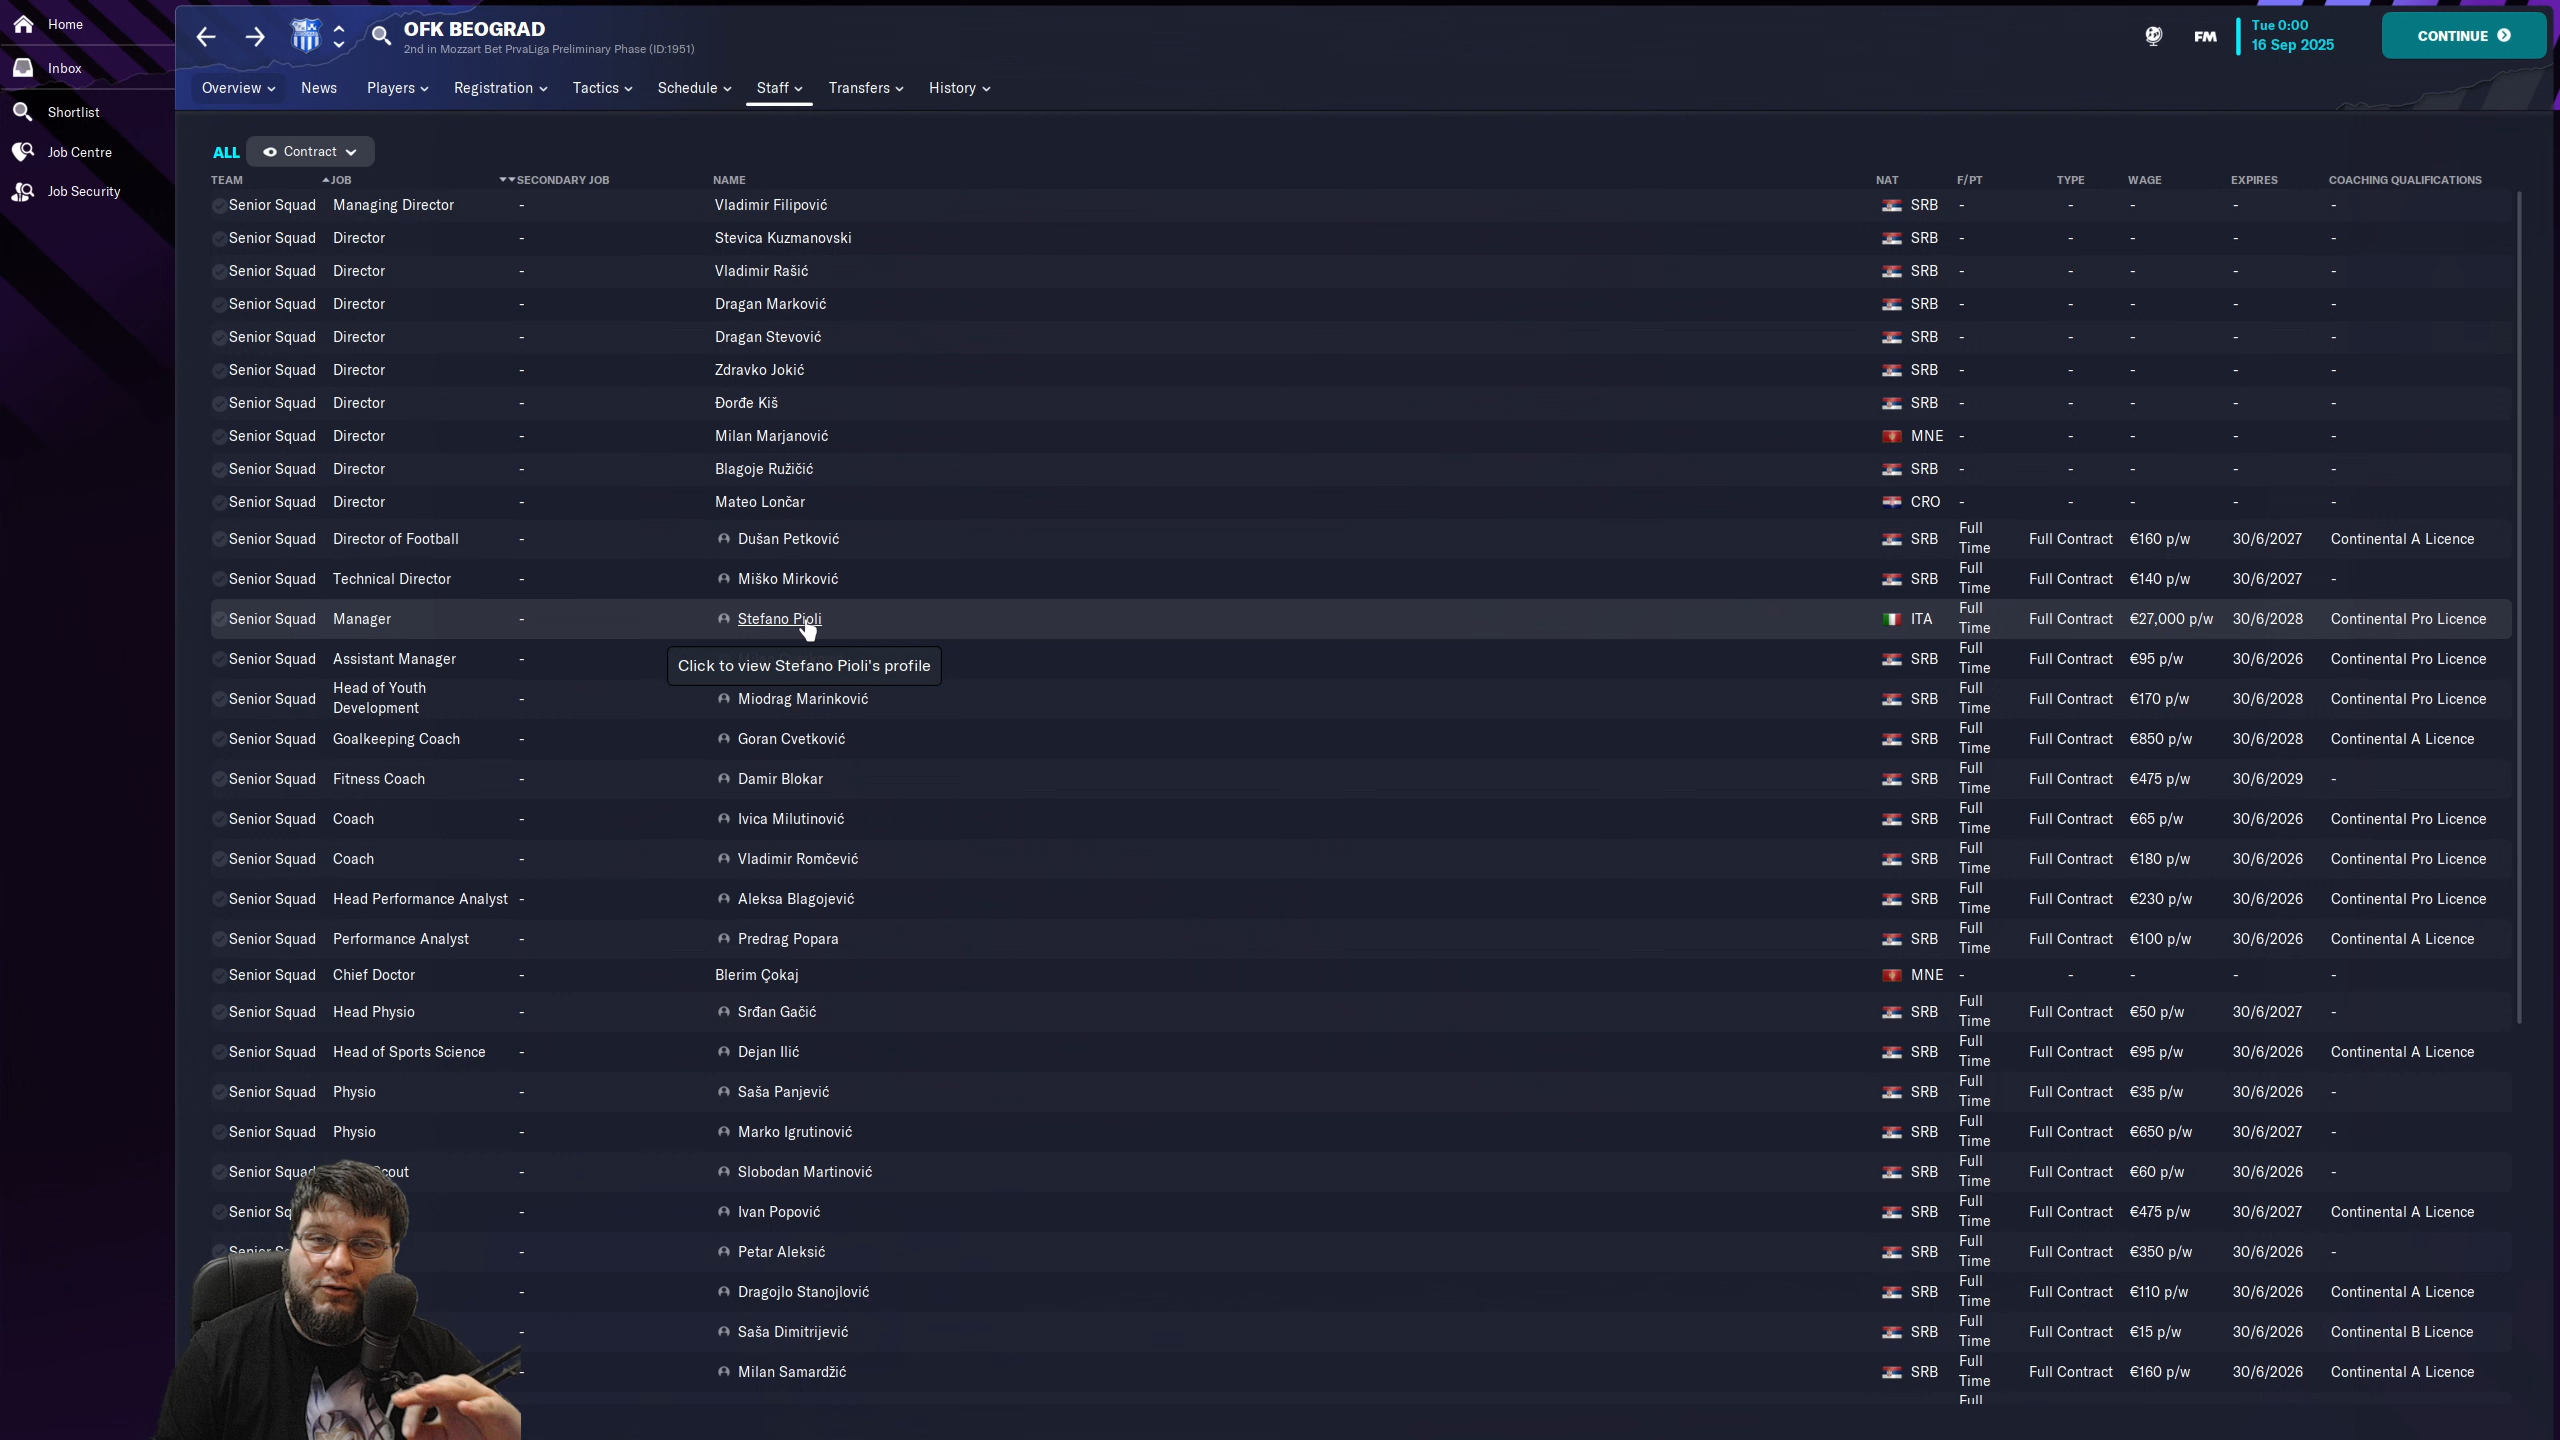 Home
Inbox
Shortlist
Job Centre
Job Security
OFK BEOGRAD
2nd in Mozzart Bet PrvaLiga Preliminary Phase (ID:1951)
FM
Tue 0:00
16 Sep 2025
CONTINUE
Overview News Players Registration Tactics Schedule Staff Transfers History
ALL Contract
TEAM JOB SECONDARY JOB NAME NAT F/PT TYPE WAGE EXPIRES COACHING QUALIFICATIONS
Senior Squad Managing Director - Vladimir Filipović SRB - - - - -
Senior Squad Director - Stevica Kuzmanovski SRB - - - - -
Senior Squad Director - Vladimir Rašić SRB - - - - -
Senior Squad Director - Dragan Marković SRB - - - - -
Senior Squad Director - Dragan Stevović SRB - - - - -
Senior Squad Director - Zdravko Jokić SRB - - - - -
Senior Squad Director - Đorđe Kiš SRB - - - - -
Senior Squad Director - Milan Marjanović MNE - - - - -
Senior Squad Director - Blagoje Ružičić SRB - - - - -
Senior Squad Director - Mateo Lončar CRO - - - - -
Senior Squad Director of Football - Dušan Petković SRB Full Time Full Contract €160 p/w 30/6/2027 Continental A Licence
Senior Squad Technical Director - Miško Mirković SRB Full Time Full Contract €140 p/w 30/6/2027 -
Senior Squad Manager - Stefano Pioli ITA Full Time Full Contract €27,000 p/w 30/6/2028 Continental Pro Licence
Senior Squad Assistant Manager - SRB Full Time Full Contract €95 p/w 30/6/2026 Continental Pro Licence
Click to view Stefano Pioli's profile
Senior Squad Head of Youth Development - Miodrag Marinković SRB Full Time Full Contract €170 p/w 30/6/2028 Continental Pro Licence
Senior Squad Goalkeeping Coach - Goran Cvetković SRB Full Time Full Contract €850 p/w 30/6/2028 Continental A Licence
Senior Squad Fitness Coach - Damir Blokar SRB Full Time Full Contract €475 p/w 30/6/2029 -
Senior Squad Coach - Ivica Milutinović SRB Full Time Full Contract €65 p/w 30/6/2026 Continental Pro Licence
Senior Squad Coach - Vladimir Romčević SRB Full Time Full Contract €180 p/w 30/6/2026 Continental Pro Licence
Senior Squad Head Performance Analyst - Aleksa Blagojević SRB Full Time Full Contract €230 p/w 30/6/2026 Continental Pro Licence
Senior Squad Performance Analyst - Predrag Popara SRB Full Time Full Contract €100 p/w 30/6/2026 Continental A Licence
Senior Squad Chief Doctor - Blerim Çokaj MNE - - - - -
Senior Squad Head Physio - Srđan Gačić SRB Full Time Full Contract €50 p/w 30/6/2027 -
Senior Squad Head of Sports Science - Dejan Ilić SRB Full Time Full Contract €95 p/w 30/6/2026 Continental A Licence
Senior Squad Physio - Saša Panjević SRB Full Time Full Contract €35 p/w 30/6/2026 -
Senior Squad Physio - Marko Igrutinović SRB Full Time Full Contract €650 p/w 30/6/2027 -
Senior Squad Scout - Slobodan Martinović SRB Full Time Full Contract €60 p/w 30/6/2026 -
Senior - Ivan Popović SRB Full Time Full Contract €475 p/w 30/6/2027 Continental A Licence
- Petar Aleksić SRB Full Time Full Contract €350 p/w 30/6/2026 -
- Dragojlo Stanojlović SRB Full Time Full Contract €110 p/w 30/6/2026 Continental A Licence
- Saša Dimitrijević SRB Full Time Full Contract €15 p/w 30/6/2026 Continental B Licence
- Milan Samardžić SRB Full Time Full Contract €160 p/w 30/6/2026 Continental A Licence
Full